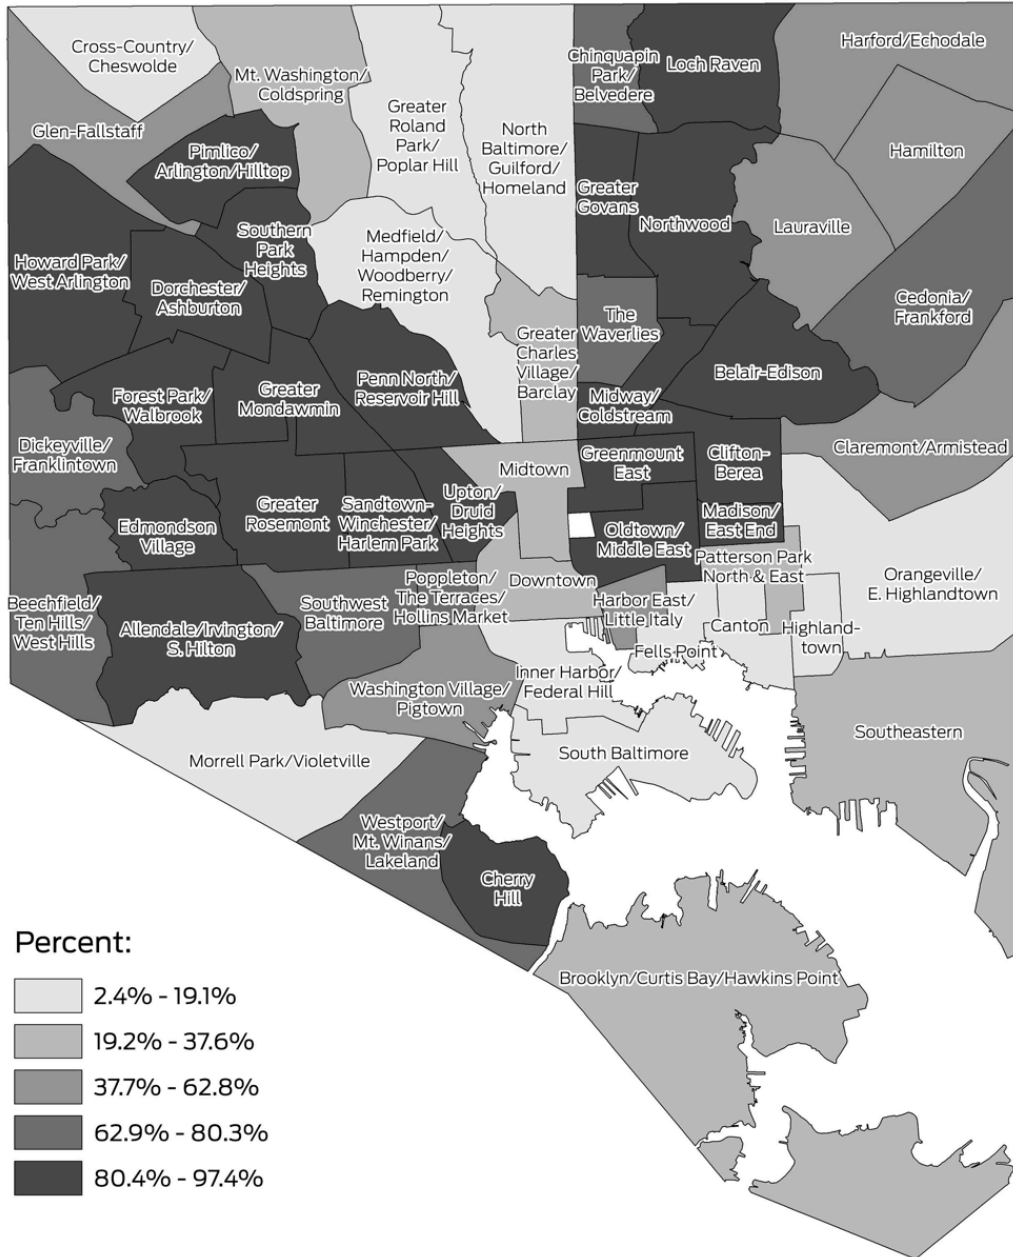 Cross-Country/
Cheswolde
Mt. Washington/
Coldspring
Greater
Roland
Park/
Poplar Hill
North
Baltimore/
Guilford/
Homeland
Chinquapin
Park/
Belvedere
Loch Raven
Harford/Echodale
Glen-Fallstaff
Pimlico/
Arlington/Hilltop
Hamilton
Greater
Govans
Northwood
Lauraville
Southern
Park
Heights
Medfield/
Hampden/
Woodberry/
Remington
Howard Park/
West Arlington
Dorchester/
Ashburton
Cedonia/
Frankford
The
Waverlies
Greater
Charles
Village/
Barclay
Belair-Edison
Forest Park/
Walbrook
Greater
Mondawmin
Penn North/
Reservoir Hill
Midway/
Coldstream
Dickeyville/
Franklintown
Claremont/Armistead
Midtown
Greenmount
East
Clifton-
Berea
Edmondson
Village
Greater
Rosemont
Sandtown-
Winchester/
Harlem Park
Upton/
Druid
Heights
Oldtown/
Middle East
Madison/
East End
Patterson Park
North & East
Orangeville/
E. Highlandtown
Beechfield/
Ten Hills/
West Hills
Allendale/Irvington/
S. Hilton
Southwest
Baltimore
Poppleton/
The Terraces/
Hollins Market
Downtown
Harbor East/
Little Italy
Canton
Highland-
town
Fells Point
Washington Village/
Pigtown
Inner Harbor/
Federal Hill
Southeastern
Morrell Park/Violetville
South Baltimore
Westport/
Mt. Winans/
Lakeland
Cherry
Hill
Brooklyn/Curtis Bay/Hawkins Point
Percent:
2.4% - 19.1%
19.2% - 37.6%
37.7% - 62.8%
62.9% - 80.3%
80.4% - 97.4%